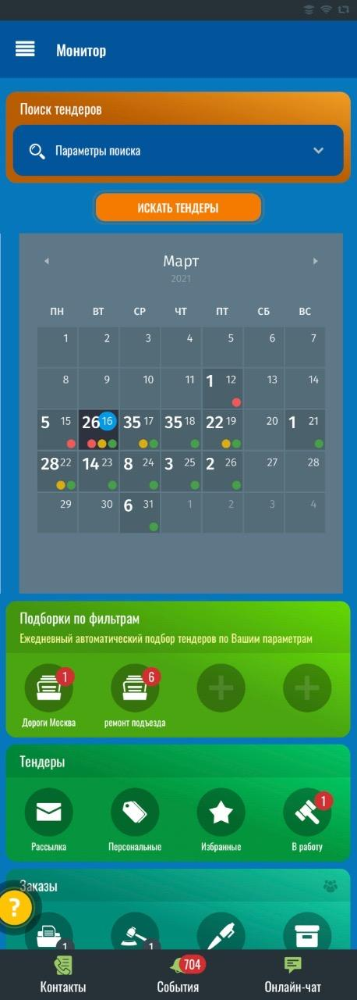 Монитор
Поиск тендеров
Параметры поиска
ИСКАТЬ ТЕНДЕРЫ
Март
2021
ПН ВТ СР ЧТ ПТ СБ ВС
1 2 3 4 5 6 7
8 9 10 11 1 12 13 14
5 15 26 16 35 17 35 18 22 19 20 1 21
28 22 14 23 8 24 3 25 2 26 27 28
29 30 6 31 1 2 3 4
Подборки по фильтрам
Ежедневный автоматический подбор тендеров по Вашим параметрам
1 6
Дороги Москва ремонт подъезда
Тендеры
1
Рассылка Персональные Избранные В работу
Заказы
?
1 1
704
Контакты События Онлайн-чат